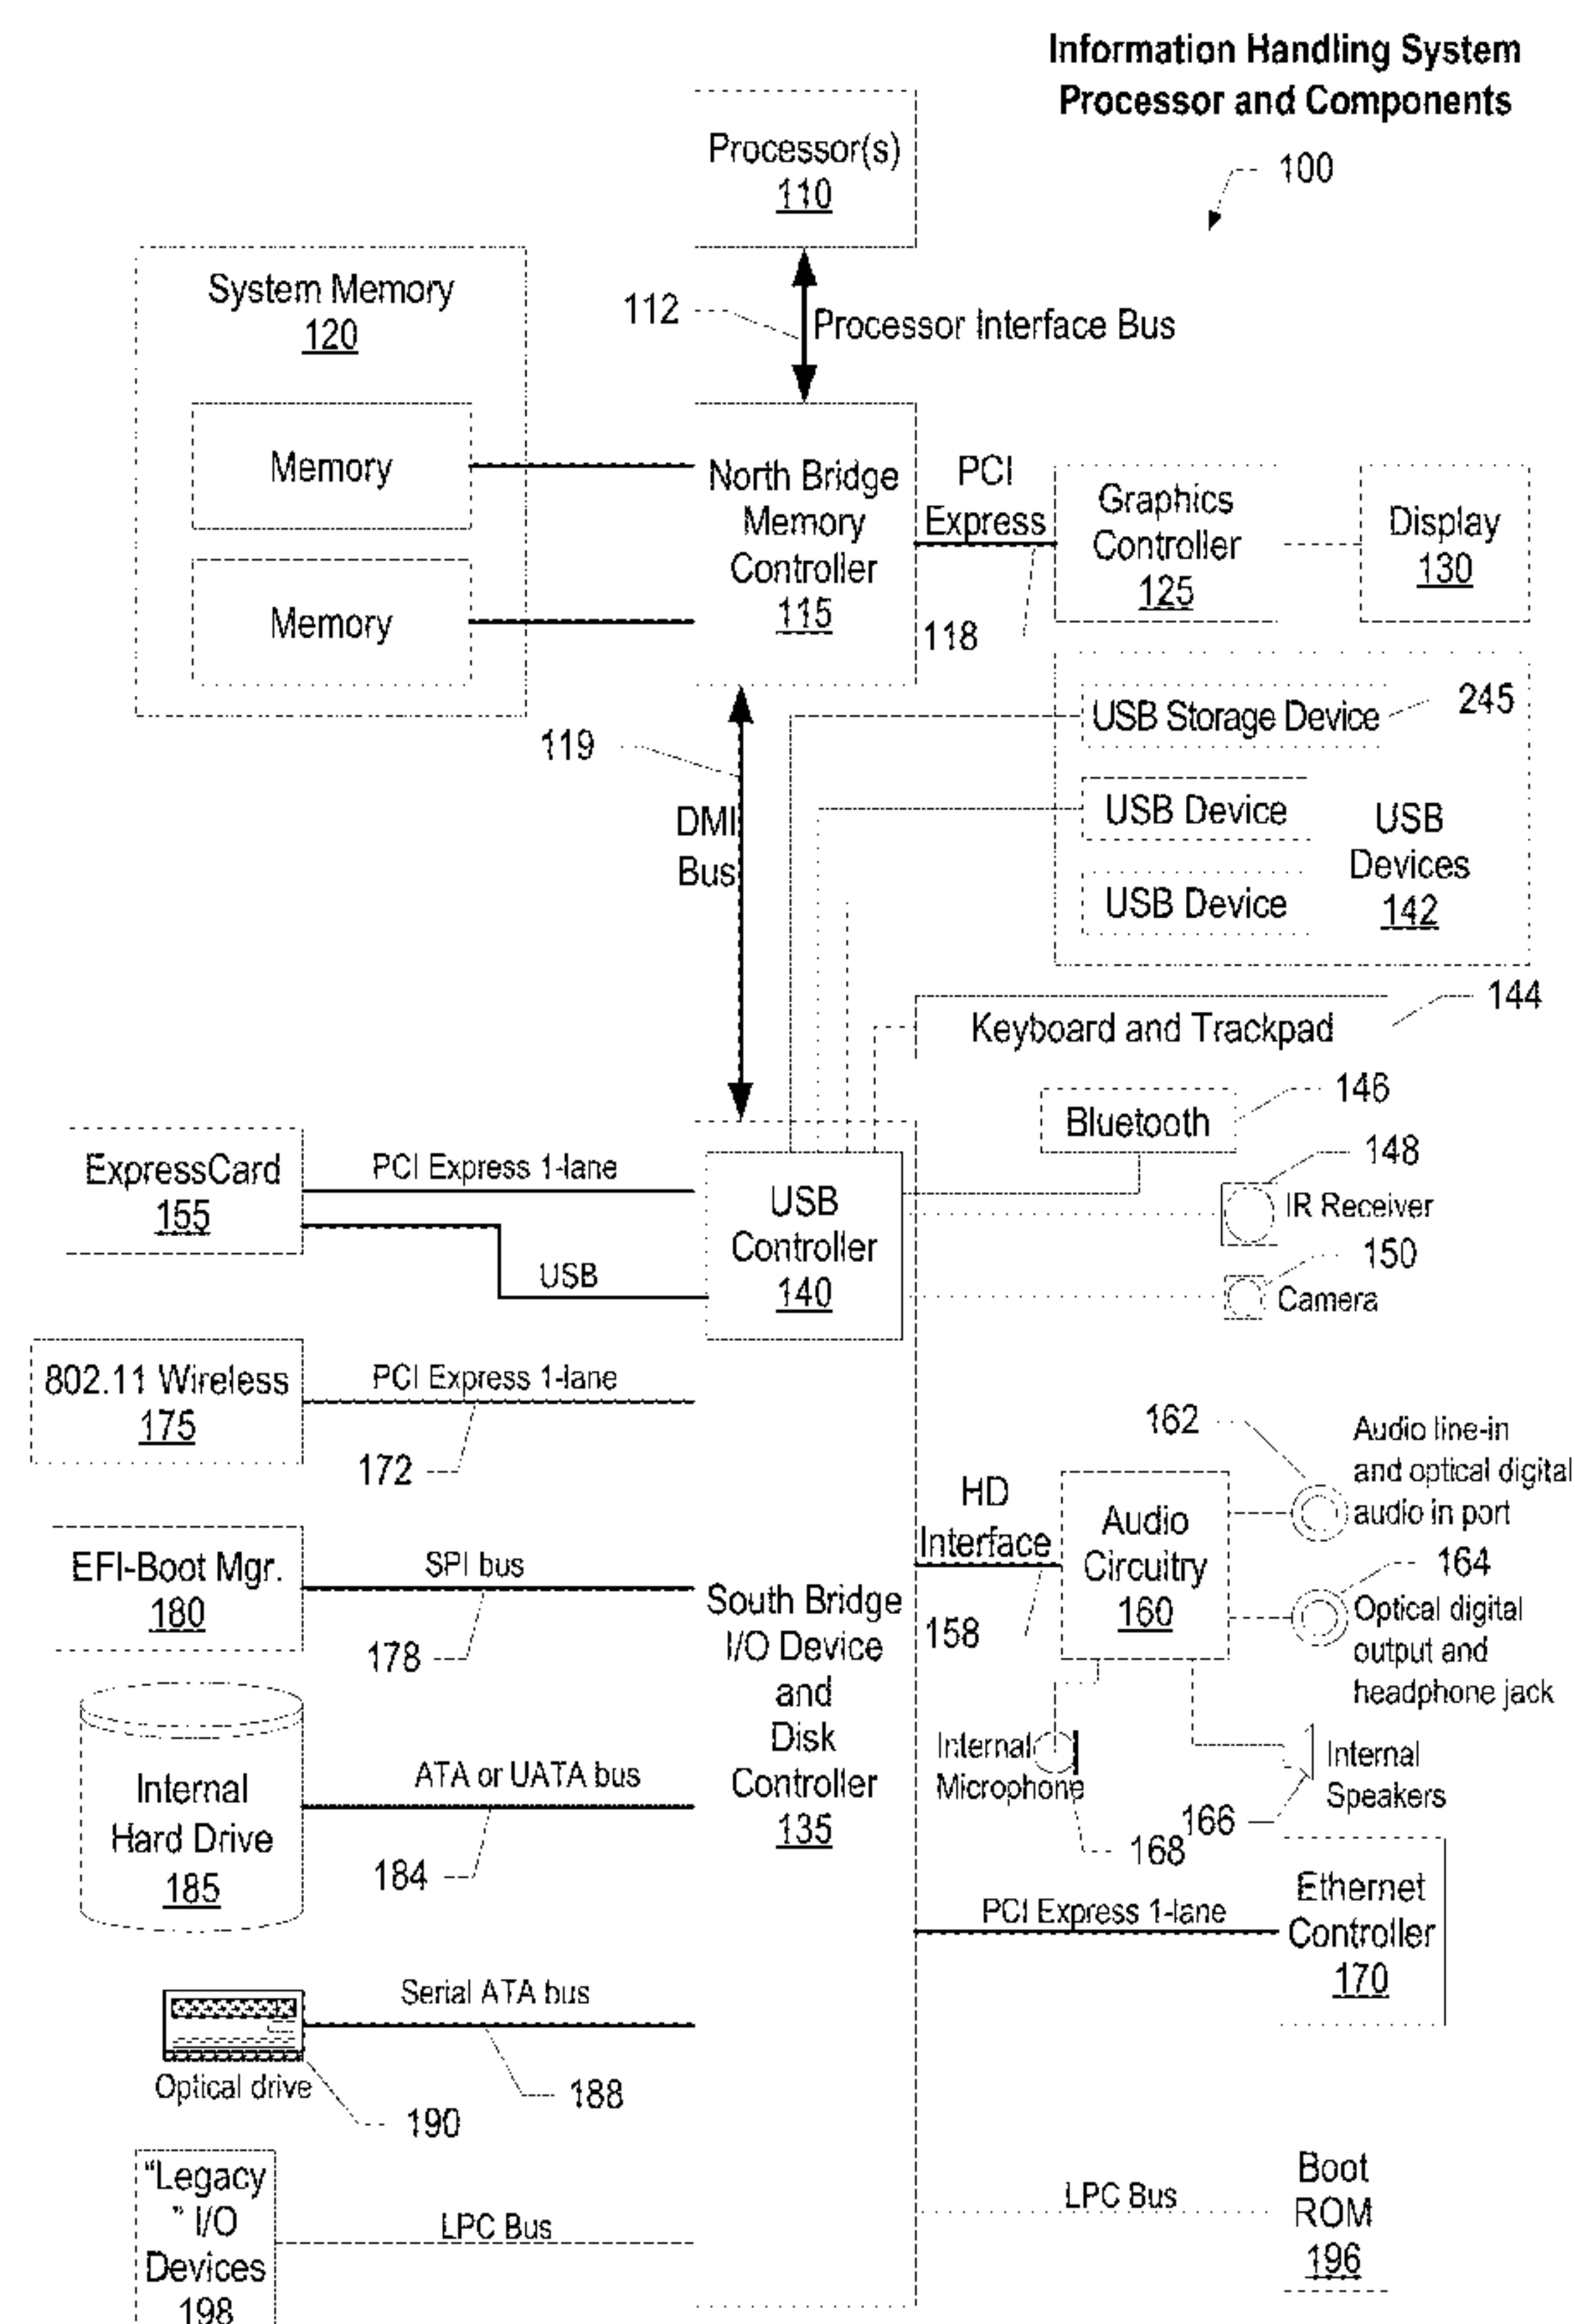 Information Handling System
Processor and Components
100
Processor(s)
110
112
Processor Interface Bus
System Memory
120
Memory
Memory
North Bridge
Memory
Controller
115
PCI
Express
118
Graphics
Controller
125
Display
130
119
DMI
Bus
USB Storage Device
245
USB Device
USB Device
USB
Devices
142
Keyboard and Trackpad
144
Bluetooth
146
148
IR Receiver
150
Camera
ExpressCard
155
PCI Express 1-lane
USB
USB
Controller
140
802.11 Wireless
175
PCI Express 1-lane
172
EFI-Boot Mgr.
180
SPI bus
178
South Bridge
I/O Device
and
Disk
Controller
135
HD
Interface
158
Audio
Circuitry
160
162
Audio line-in
and optical digital
audio in port
164
Optical digital
output and
headphone jack
Internal
Microphone
168
166
Internal
Speakers
Internal
Hard Drive
185
ATA or UATA bus
184
PCI Express 1-lane
Ethernet
Controller
170
Serial ATA bus
188
Optical drive
190
"Legacy
" I/O
Devices
198
LPC Bus
LPC Bus
Boot
ROM
196